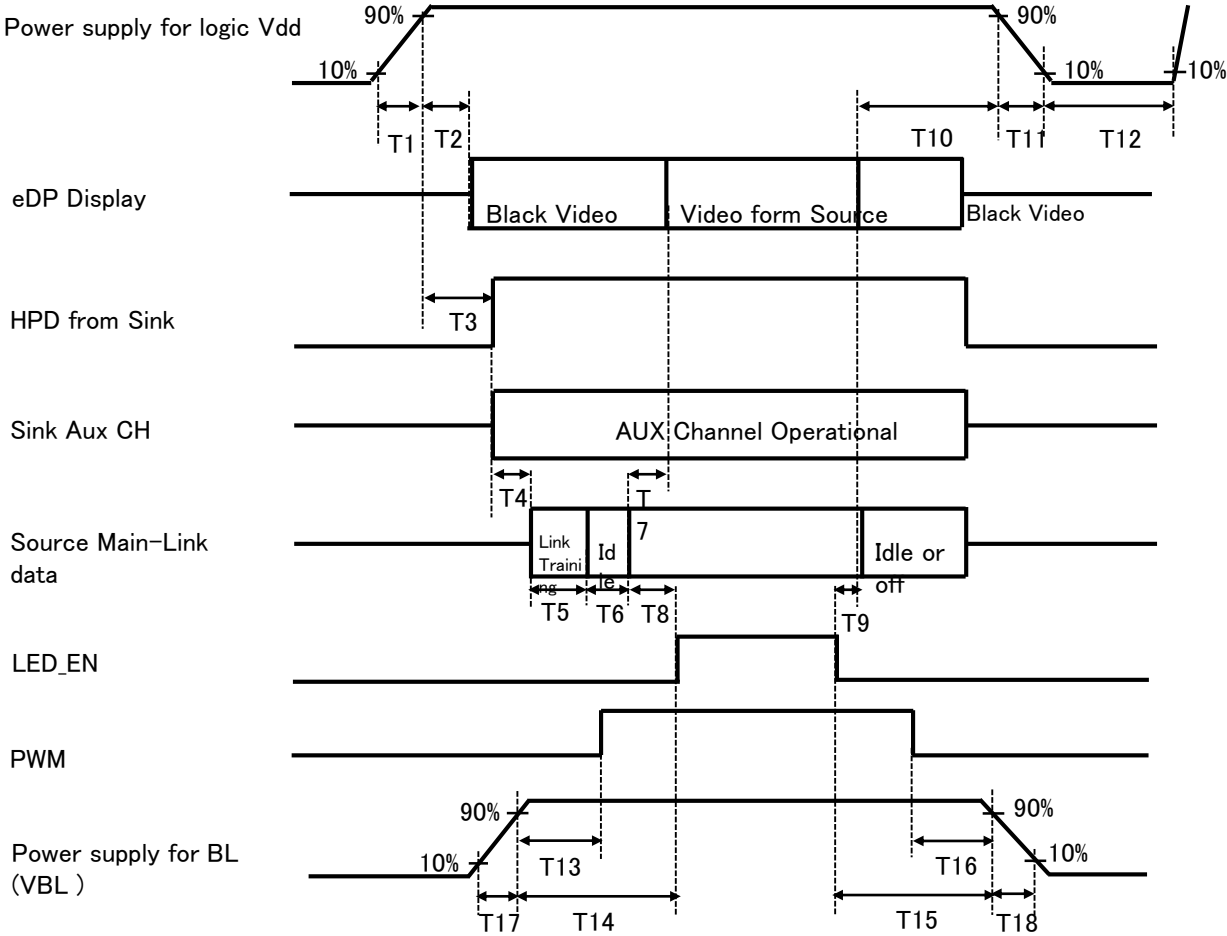 Power supply for logic Vdd
90%
90%
10%
10%
10%
T1
T2
T10
T11
T12
eDP Display
Black Video
Video form Source
Black Video
HPD from Sink
T3
Sink Aux CH
AUX Channel Operational
T4
T
7
Source Main-Link
data
Link
Traini
ng
Id
le
Idle or
off
T5
T6
T8
T9
LED_EN
PWM
90%
90%
Power supply for BL
(VBL )
10%
10%
T13
T16
T17
T14
T15
T18